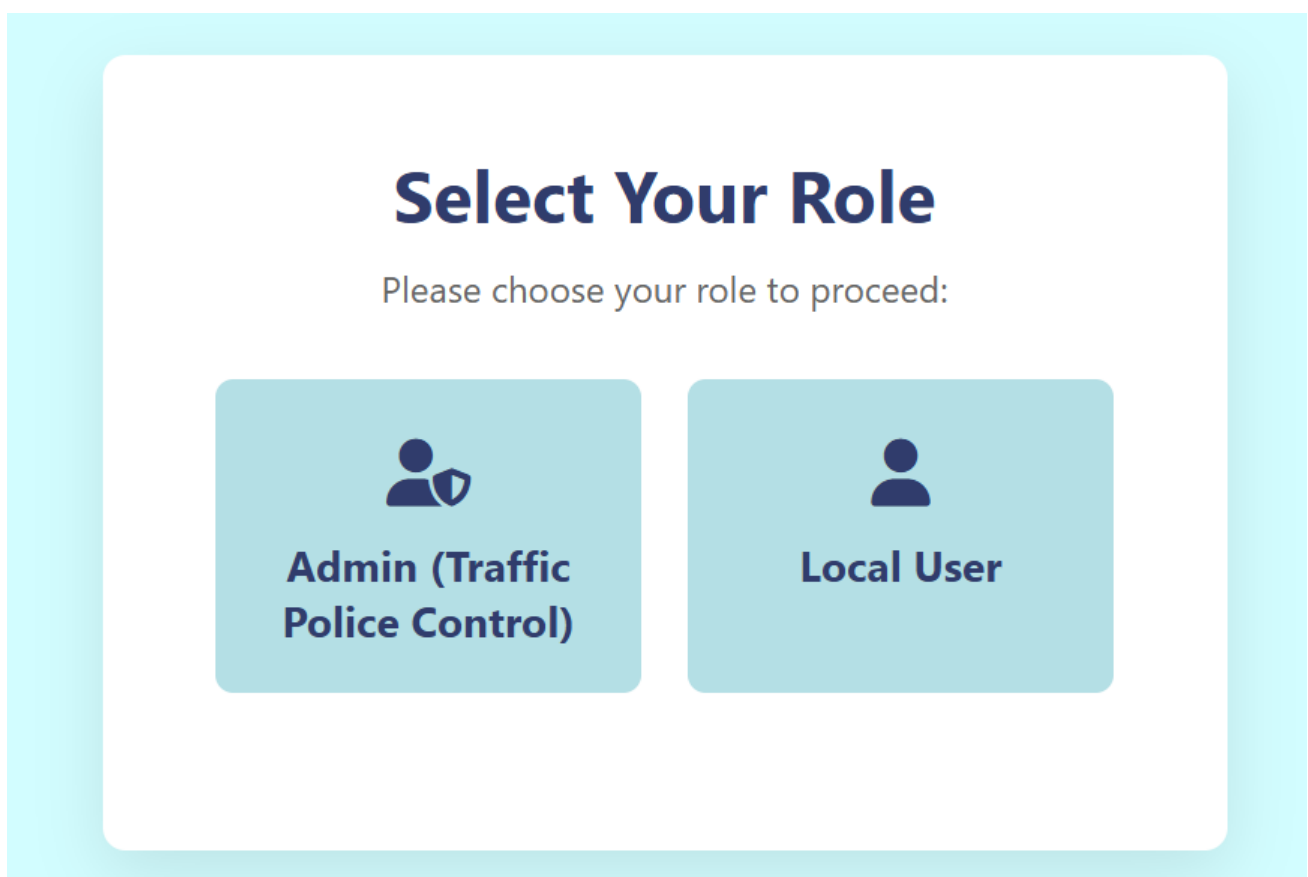 Select Your Role
Please choose your role to proceed:
Admin (Traffic
Police Control)
Local User